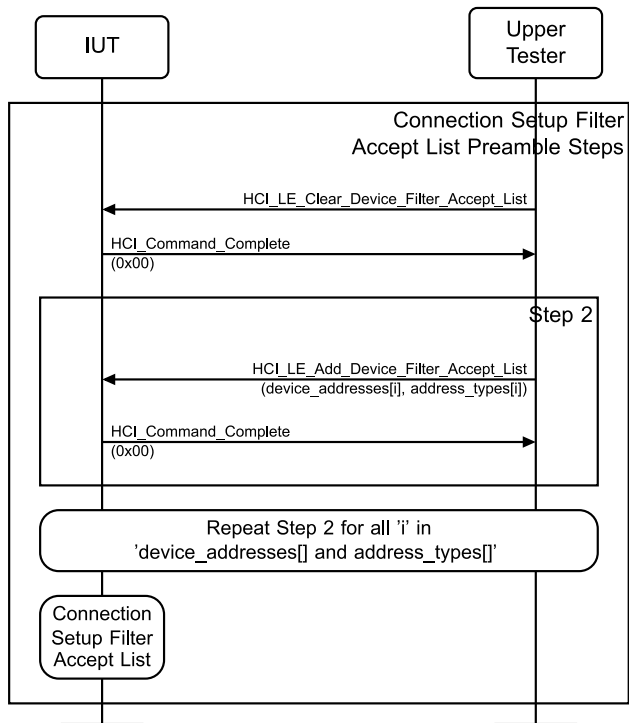 IUT
Upper
Tester
Connection Setup Filter
Accept List Preamble Steps
HCI_LE_Clear_Device_Filter_Accept_List
HCI_Command_Complete
(0x00)
Step 2
HCI_LE_Add_Device_Filter_Accept_List
(device_addresses[i], address_types[i])
HCI_Command_Complete
(0x00)
Repeat Step 2 for all 'i' in
'device_addresses[] and address_types[]'
Connection
Setup Filter
Accept List